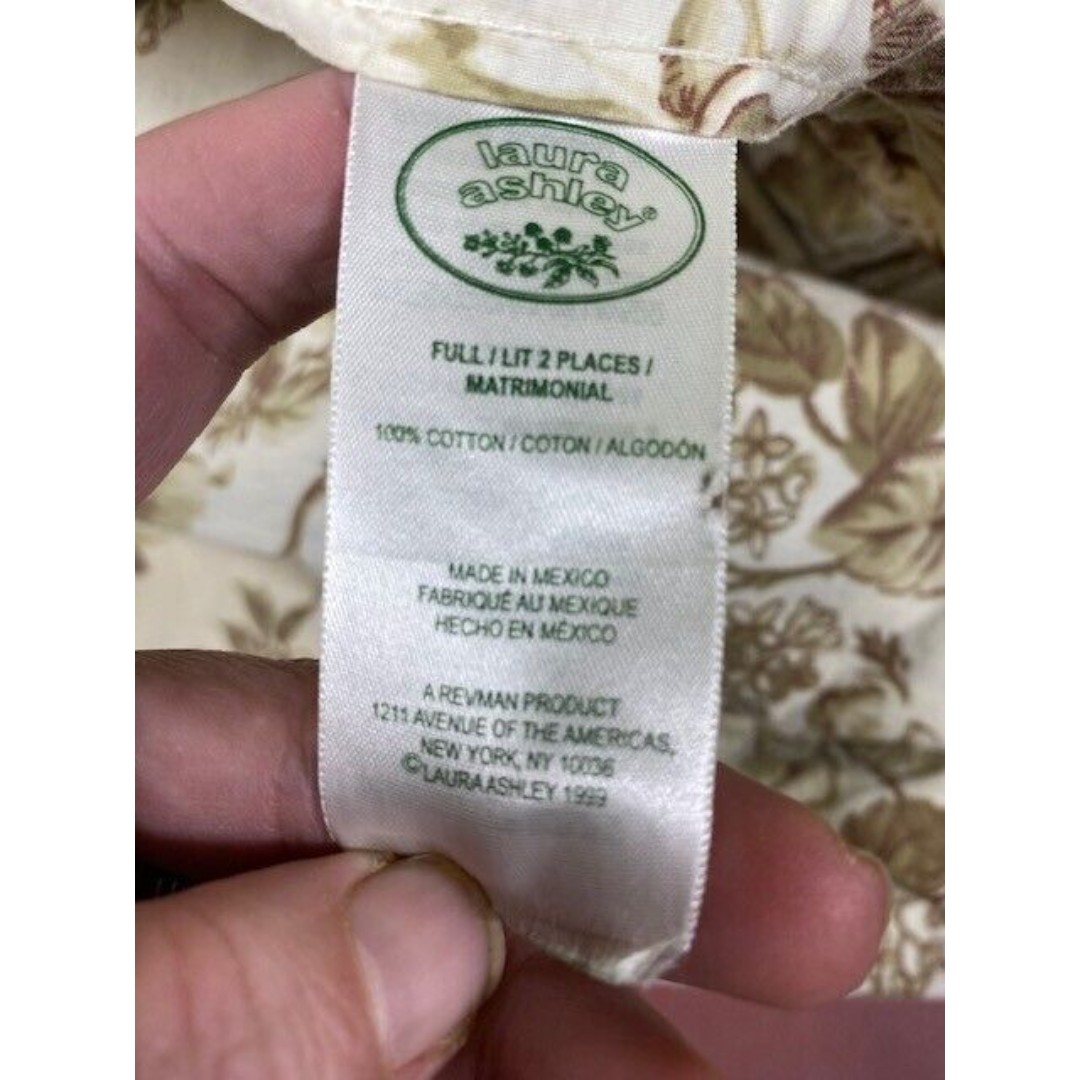 laura
ashley®
FULL / LIT 2 PLACES /
MATRIMONIAL
100% COTTON / COTON / ALGODÓN
MADE IN MEXICO
FABRIQUÉ AU MEXIQUE
HECHO EN MÉXICO
A REVMAN PRODUCT
1211 AVENUE OF THE AMERICAS,
NEW YORK, NY 10036
© LAURA ASHLEY 1999